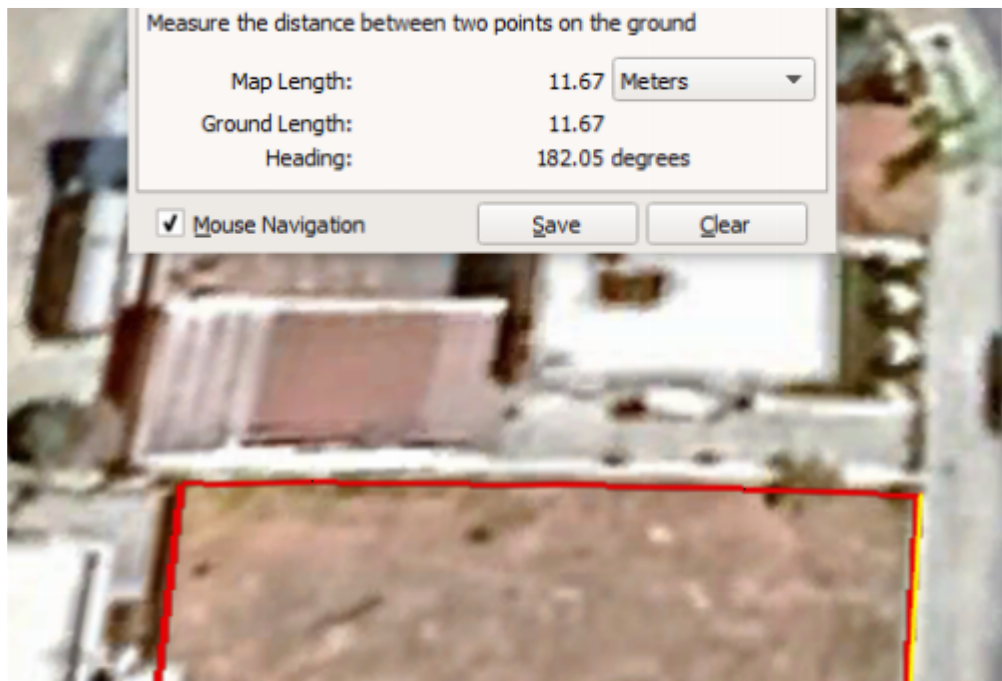 Measure the distance between two points on the ground
Map Length: 11.67 Meters
Ground Length: 11.67
Heading: 182.05 degrees
Mouse Navigation Save Clear